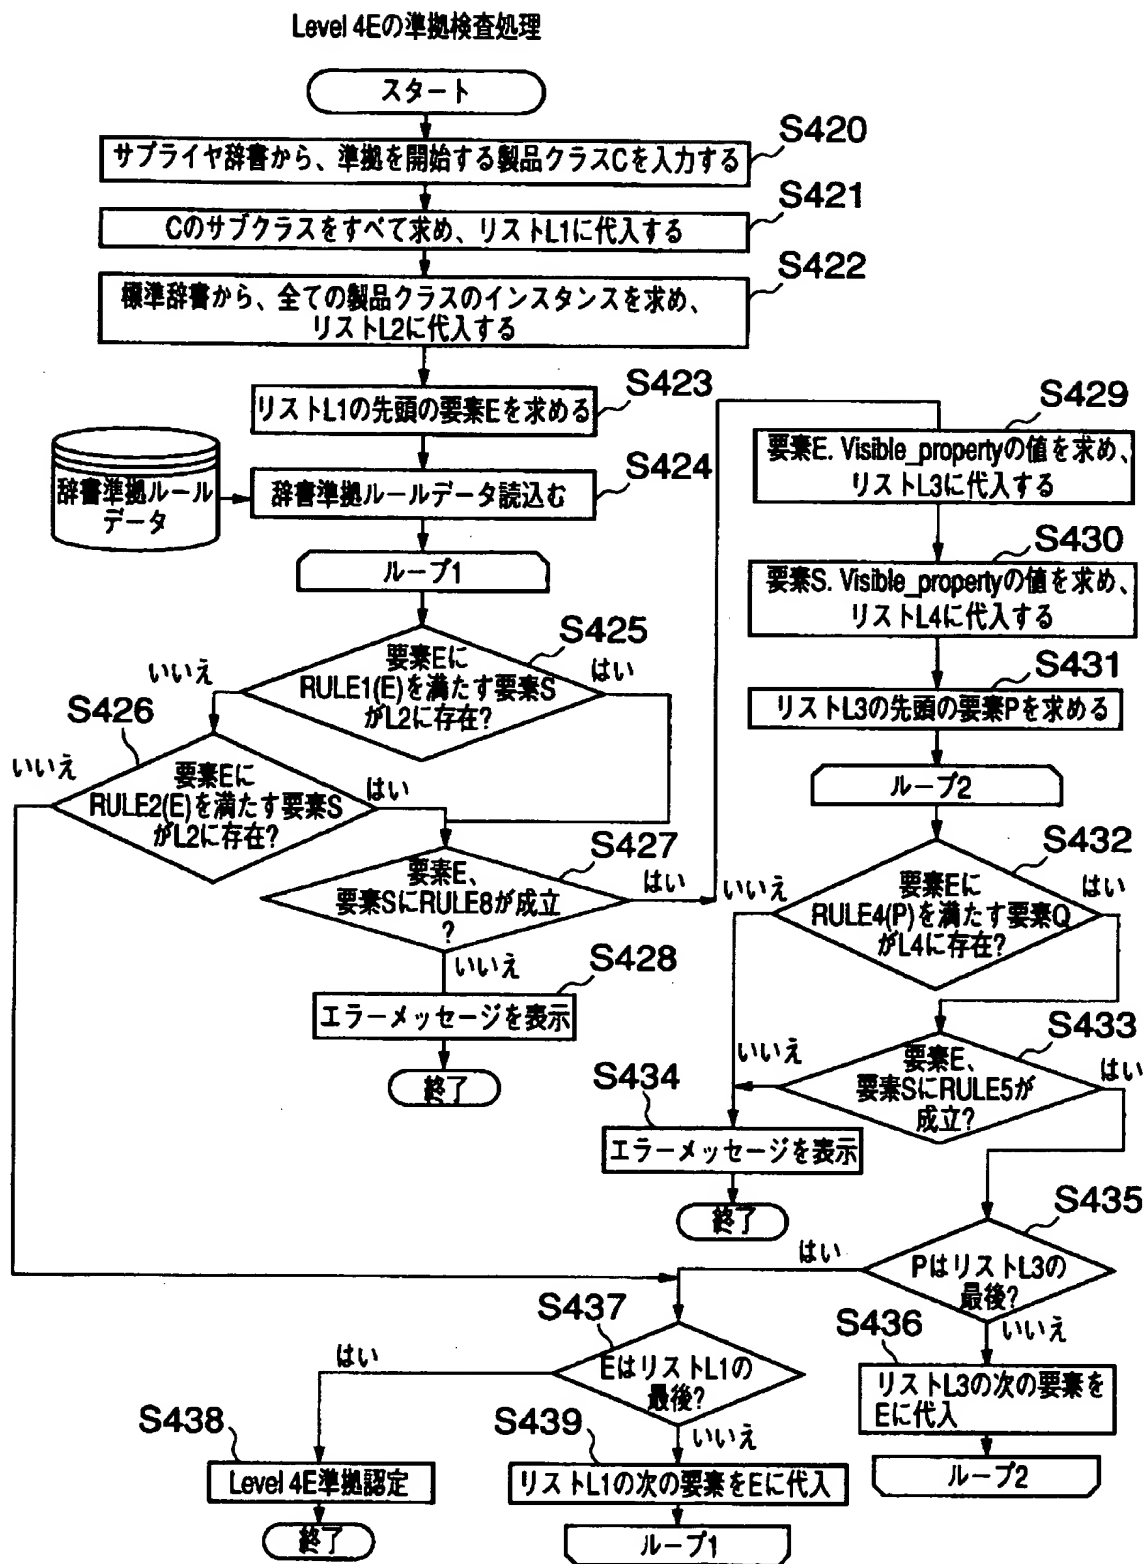 Level 4Eの準拠検査処理
スタート
S420
サプライヤ辞書から、準拠を開始する製品クラスCを入力する
S421
Cのサブクラスをすべて求め、リストL1に代入する
S422
標準辞書から、全ての製品クラスのインスタンスを求め、
リストL2に代入する
S423
リストL1の先頭の要素Eを求める
辞書準拠ルール
データ
S424
辞書準拠ルールデータ読込む
ループ1
S425
要素Eに
RULE1(E)を満たす要素S
がL2に存在?
いいえ
はい
S426
要素Eに
RULE2(E)を満たす要素S
がL2に存在?
いいえ
はい
S427
要素E、
要素SにRULE8が成立
?
はい
いいえ
S428
エラーメッセージを表示
終了
S429
要素E. Visible_propertyの値を求め、
リストL3に代入する
S430
要素S. Visible_propertyの値を求め、
リストL4に代入する
S431
リストL3の先頭の要素Pを求める
ループ2
S432
要素Eに
RULE4(P)を満たす要素Q
がL4に存在?
いいえ
はい
S433
要素E、
要素SにRULE5が
成立?
いいえ
はい
S434
エラーメッセージを表示
終了
S435
PはリストL3の
最後?
はい
いいえ
S436
リストL3の次の要素を
Eに代入
ループ2
S437
EはリストL1の
最後?
はい
いいえ
S438
Level 4E準拠認定
終了
S439
リストL1の次の要素をEに代入
ループ1